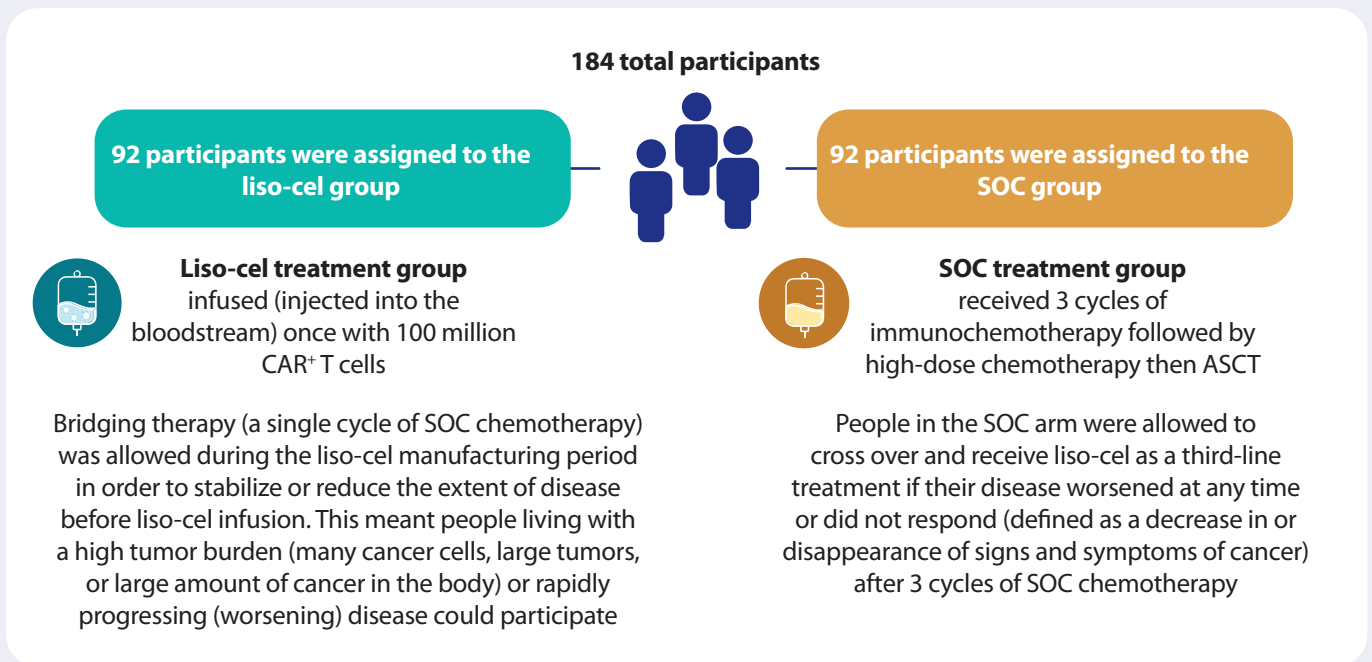 184 total participants
92 participants were assigned to the
liso-cel group
92 participants were assigned to the
SOC group
Liso-cel treatment group
infused (injected into the
bloodstream) once with 100 million
CAR⁺ T cells
Bridging therapy (a single cycle of SOC chemotherapy)
was allowed during the liso-cel manufacturing period
in order to stabilize or reduce the extent of disease
before liso-cel infusion. This meant people living with
a high tumor burden (many cancer cells, large tumors,
or large amount of cancer in the body) or rapidly
progressing (worsening) disease could participate
SOC treatment group
received 3 cycles of
immunochemotherapy followed by
high-dose chemotherapy then ASCT
People in the SOC arm were allowed to
cross over and receive liso-cel as a third-line
treatment if their disease worsened at any time
or did not respond (defined as a decrease in or
disappearance of signs and symptoms of cancer)
after 3 cycles of SOC chemotherapy